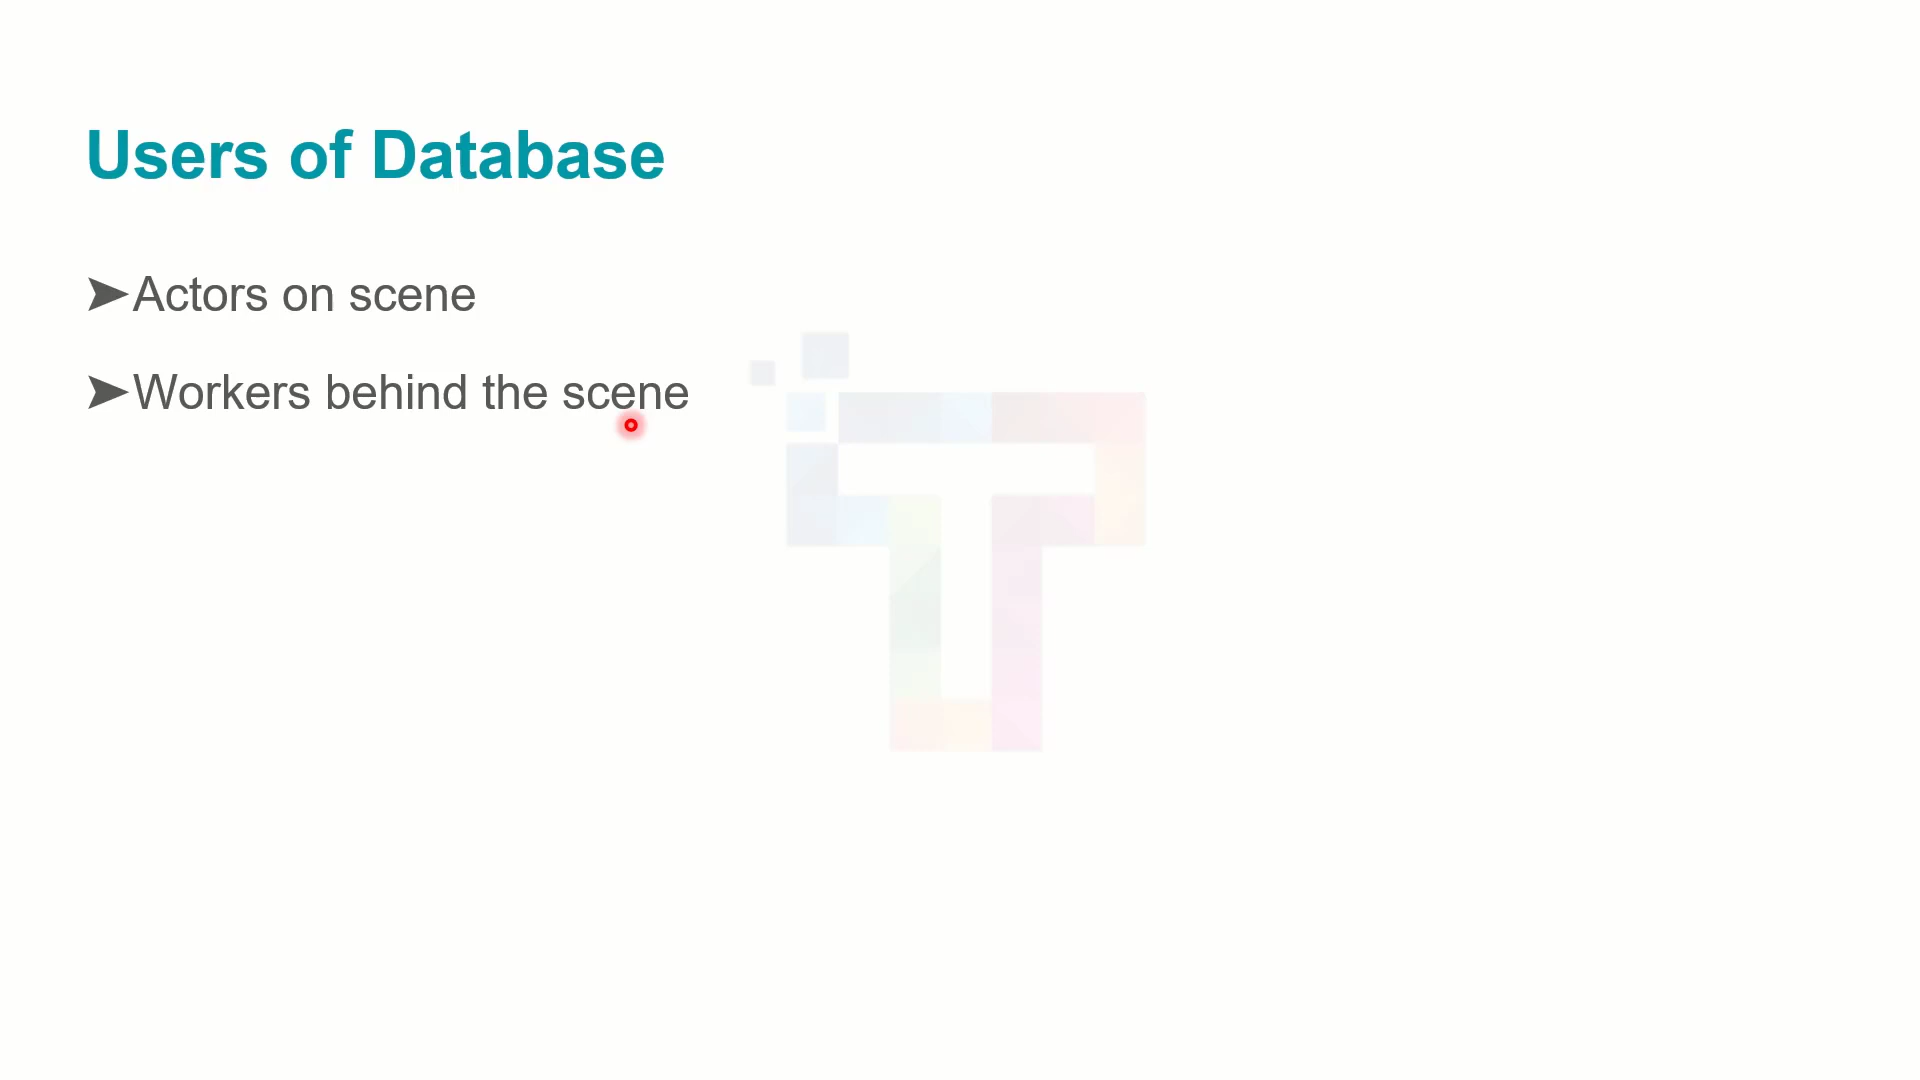 Users of Database
➤Actors on scene
➤Workers behind the scene